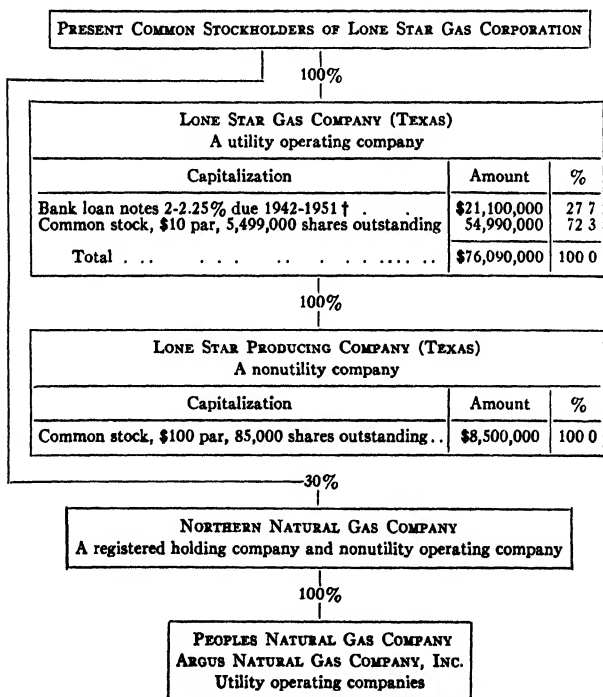 PRESENT COMMON STOCKHOLDERS OF LONE STAR GAS CORPORATION
100%
LONE STAR GAS COMPANY (TEXAS)
A utility operating company
Capitalization Amount %
Bank loan notes 2-2.25% due 1942-1951 † . . $21,100,000 27 7
Common stock, $10 par, 5,499,000 shares outstanding 54,990,000 72 3
Total . .. . . . .. . .. . .... .. $76,090,000 100 0
100%
LONE STAR PRODUCING COMPANY (TEXAS)
A nonutility company
Capitalization Amount %
Common stock, $100 par, 85,000 shares outstanding.. $8,500,000 100 0
30%
NORTHERN NATURAL GAS COMPANY
A registered holding company and nonutility operating company
100%
PEOPLES NATURAL GAS COMPANY
ARGUS NATURAL GAS COMPANY, INC.
Utility operating companies